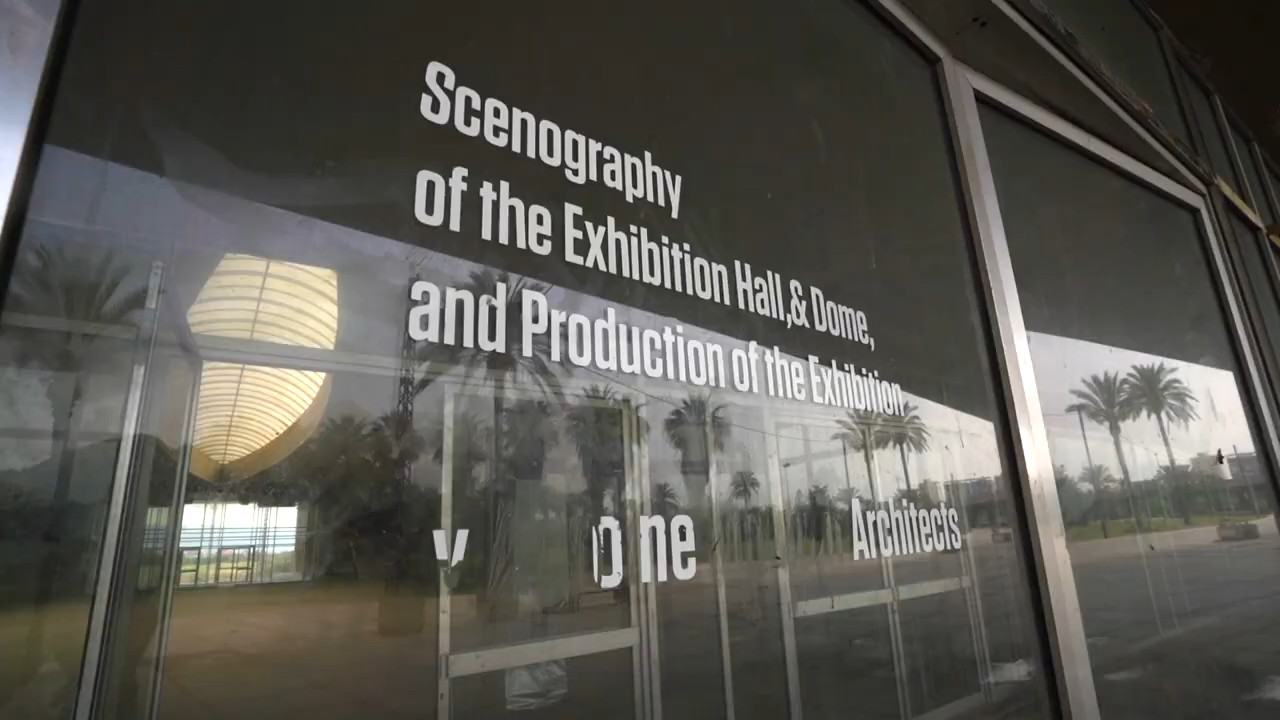 Scenography
of the Exhibition Hall,& Dome,
and Production of the Exhibition
Architects